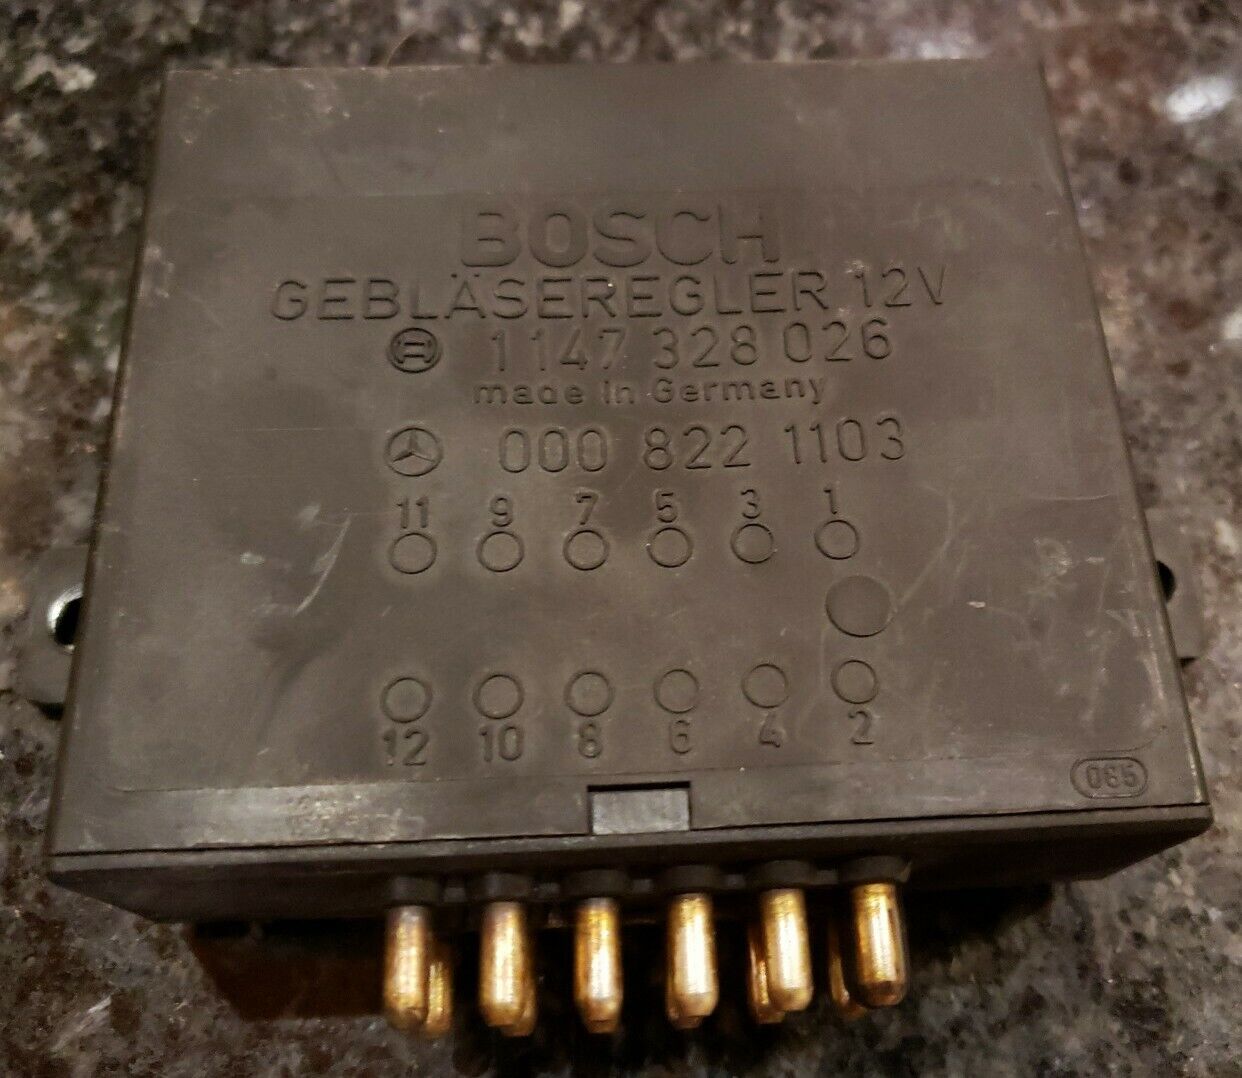 BOSCH
GEBLÄSEREGLER 12V
1 147 328 026
made in Germany
000 822 1103
11 9 7 5 3 1
12 10 8 6 4 2
065